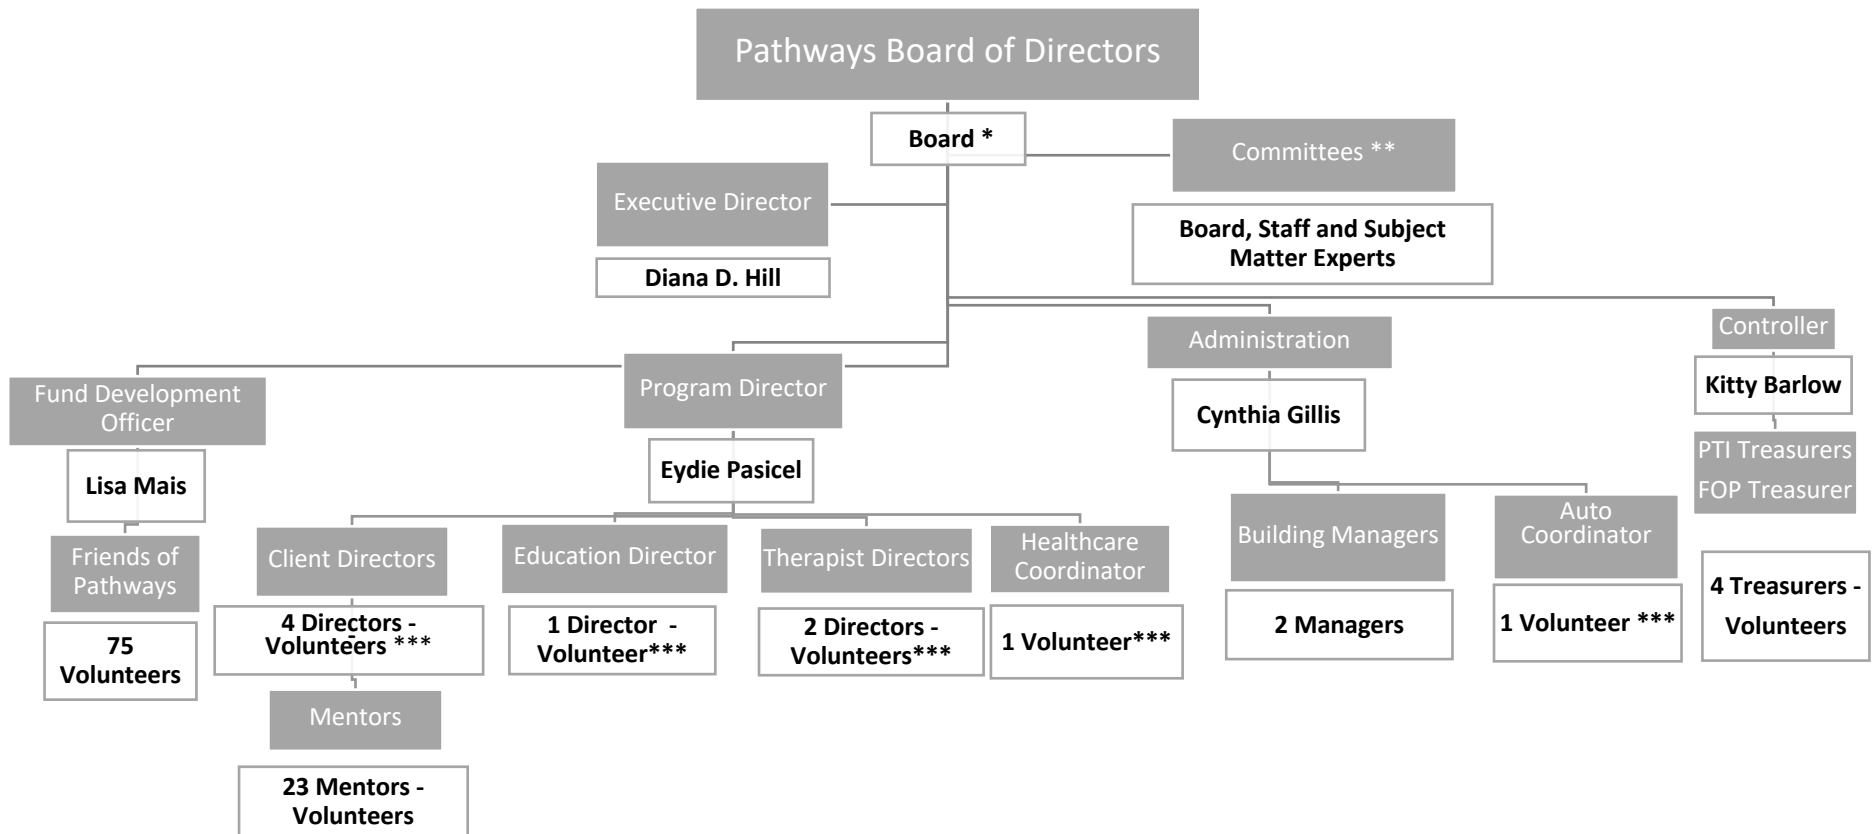 Pathways Board of Directors
Board *
Committees **
Executive Director
Board, Staff and Subject
Matter Experts
Diana D. Hill
Controller
Administration
Kitty Barlow
Program Director
Fund Development
Officer
Cynthia Gillis
PTI Treasurers
FOP Treasurer
Eydie Pasicel
Lisa Mais
Friends of
Pathways
Client Directors
Education Director
Therapist Directors
Healthcare
Coordinator
Building Managers
Auto
Coordinator
75
Volunteers
4 Directors -
Volunteers ***
1 Director -
Volunteer***
2 Directors -
Volunteers***
1 Volunteer***
2 Managers
1 Volunteer ***
4 Treasurers -
Volunteers
Mentors
23 Mentors -
Volunteers